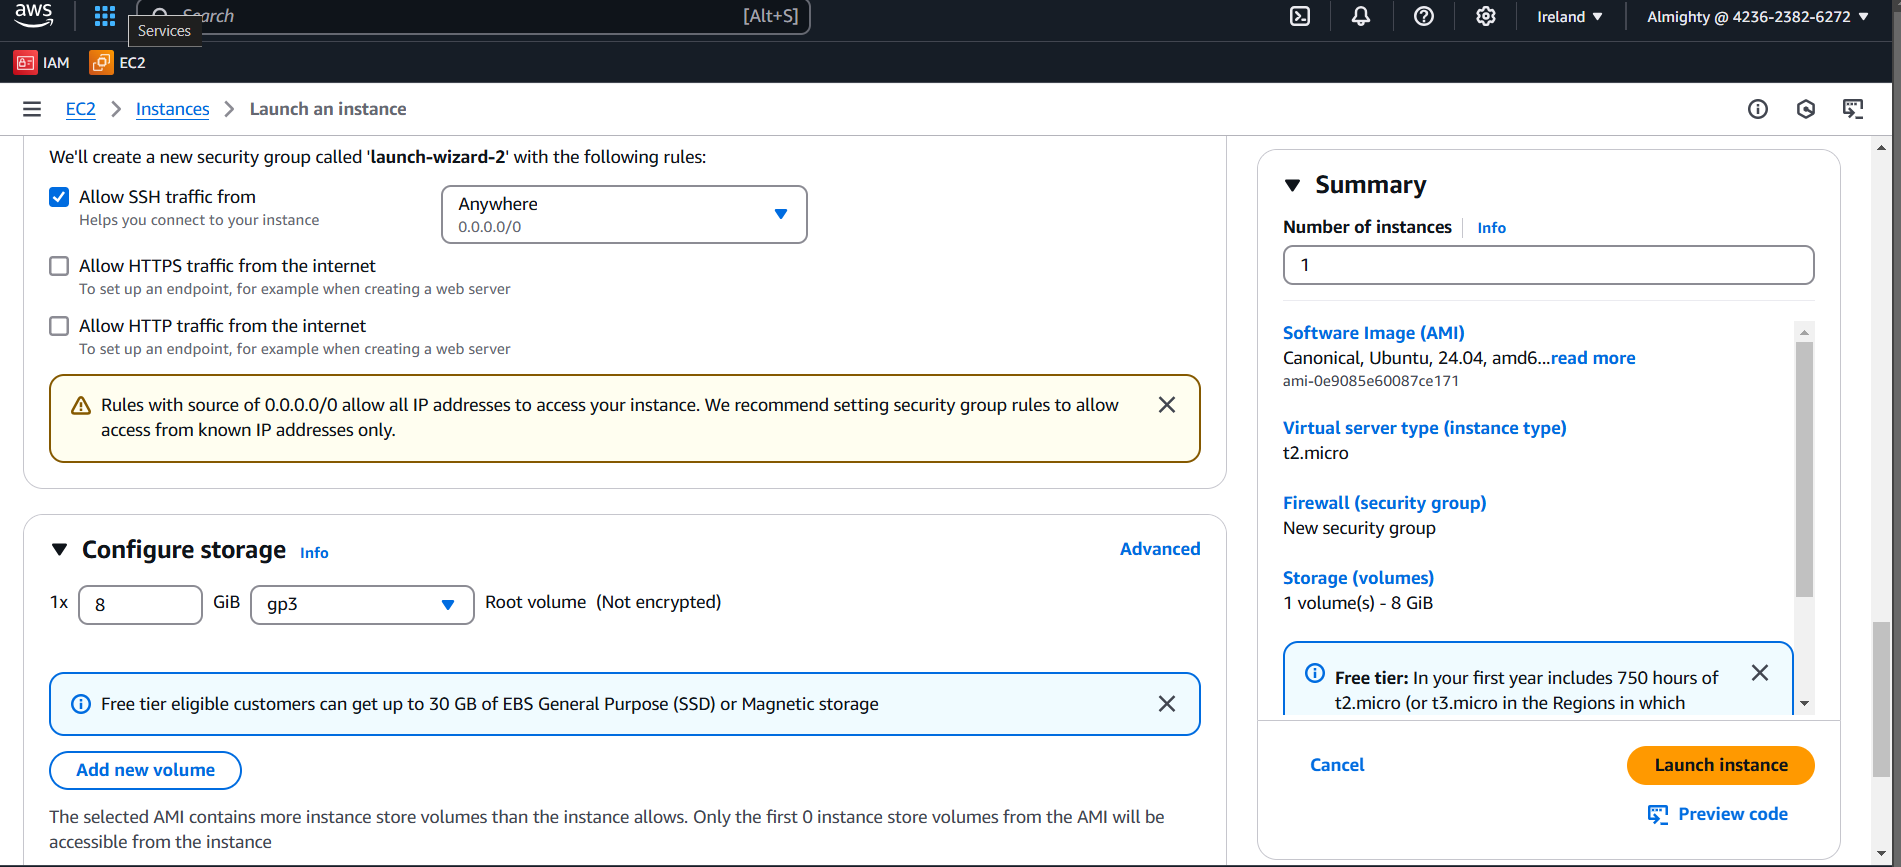 aws
Search
[Alt+S]
Ireland
Almighty @ 4236-2382-6272
Services
IAM
EC2
EC2
Instances
Launch an instance
We'll create a new security group called 'launch-wizard-2' with the following rules:
Allow SSH traffic from
Helps you connect to your instance
Anywhere
0.0.0.0/0
Allow HTTPS traffic from the internet
To set up an endpoint, for example when creating a web server
Allow HTTP traffic from the internet
To set up an endpoint, for example when creating a web server
Rules with source of 0.0.0.0/0 allow all IP addresses to access your instance. We recommend setting security group rules to allow
access from known IP addresses only.
Configure storage Info
Advanced
1x 8 GiB gp3 Root volume (Not encrypted)
Free tier eligible customers can get up to 30 GB of EBS General Purpose (SSD) or Magnetic storage
Add new volume
The selected AMI contains more instance store volumes than the instance allows. Only the first 0 instance store volumes from the AMI will be
accessible from the instance
Summary
Number of instances Info
1
Software Image (AMI)
Canonical, Ubuntu, 24.04, amd6...read more
ami-0e9085e60087ce171
Virtual server type (instance type)
t2.micro
Firewall (security group)
New security group
Storage (volumes)
1 volume(s) - 8 GiB
Free tier: In your first year includes 750 hours of
t2.micro (or t3.micro in the Regions in which
Cancel
Launch instance
Preview code